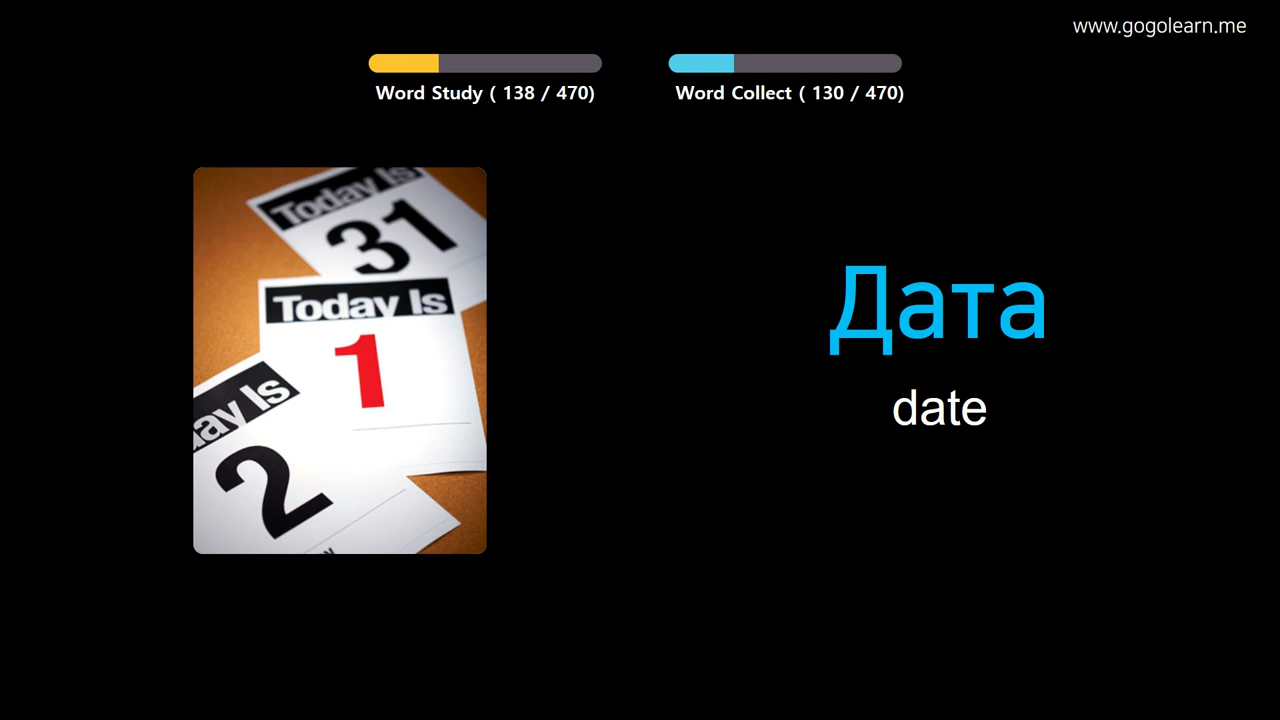 www.gogolearn.me
Word Study ( 138 / 470)
Word Collect ( 130 / 470)
Today Is
31
Today Is
1
day Is
2
Дата
date